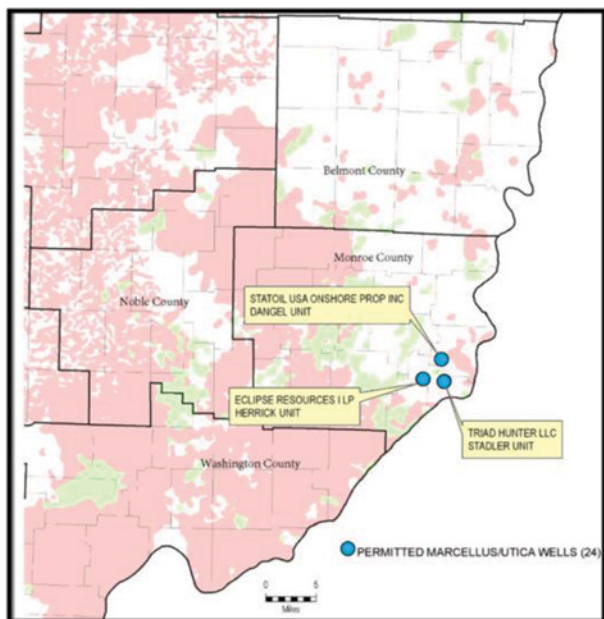 Belmont County
Monroe County
Noble County
STATOIL USA ONSHORE PROP INC
DANGEL UNIT
ECLIPSE RESOURCES I LP
HERRICK UNIT
TRIAD HUNTER LLC
STADLER UNIT
Washington County
PERMITTED MARCELLUS/UTICA WELLS (24)
0 5
Miles